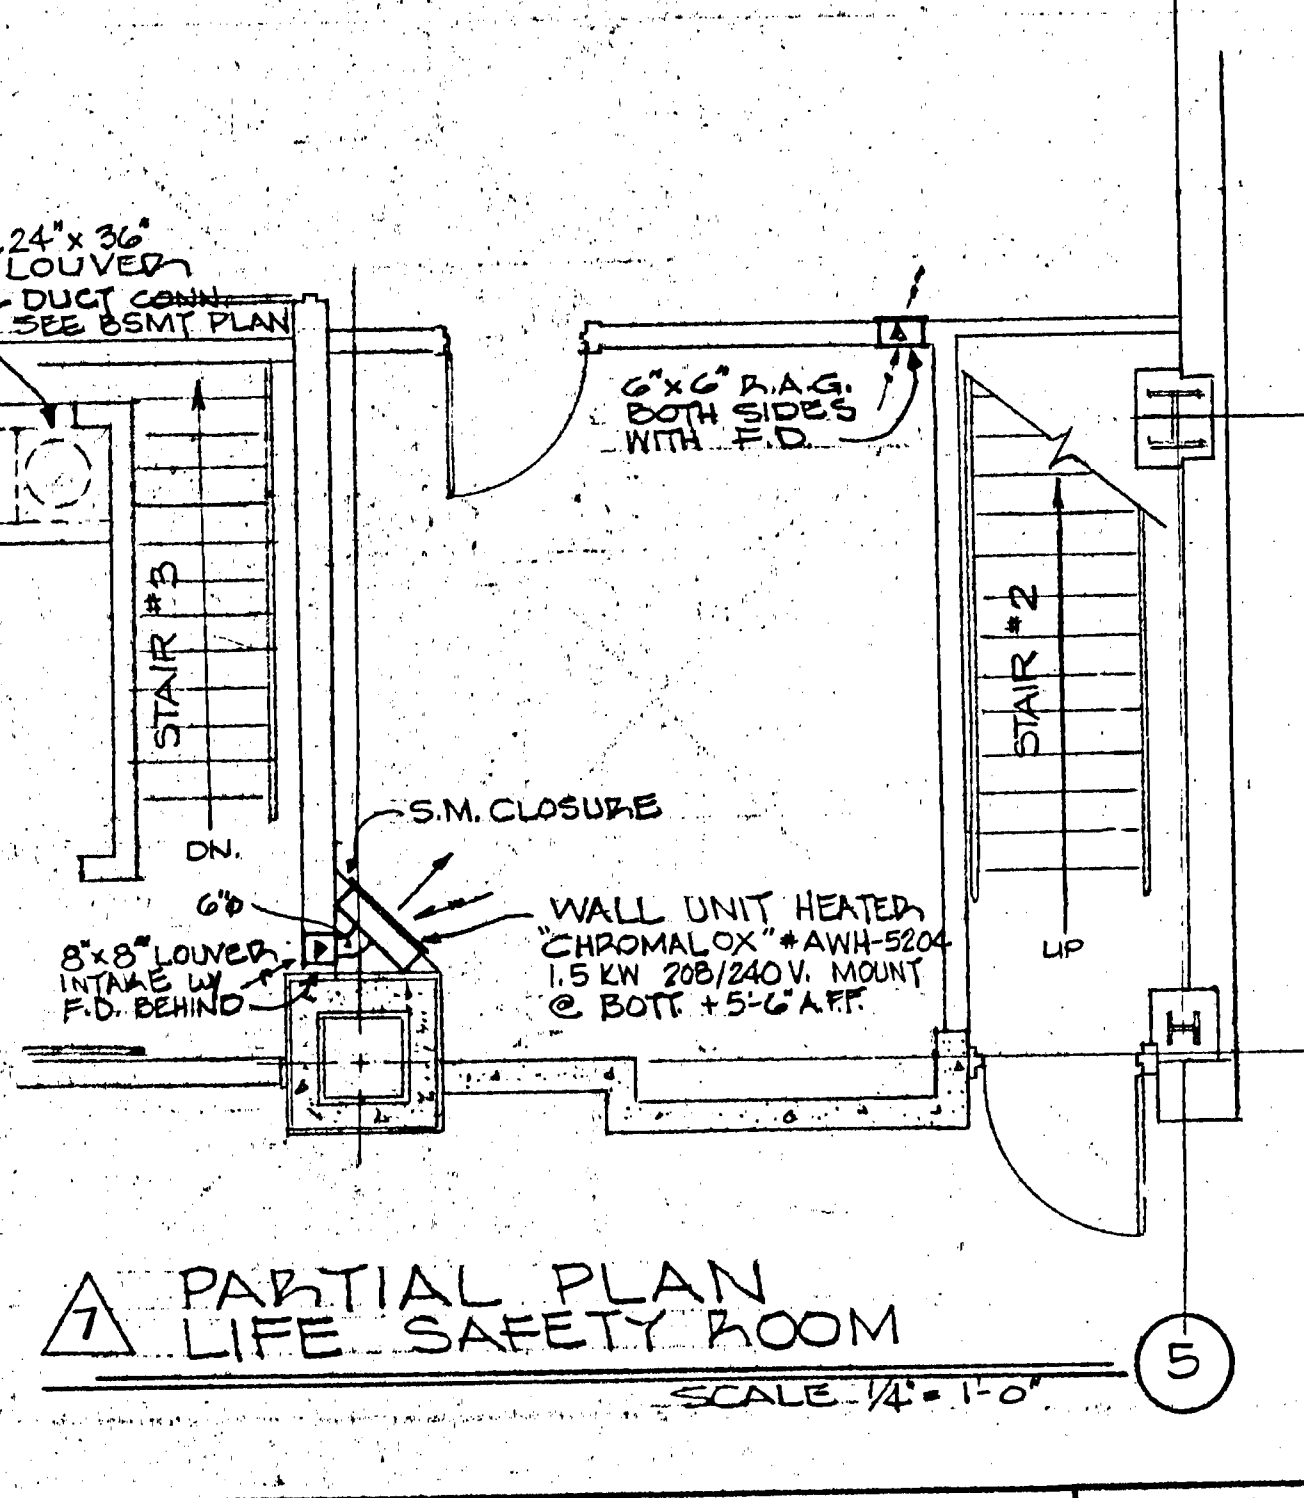 24"x 36"
LOUVER
DUCT CONN.
SEE BSMT PLAN
6"x 6" R.A.G.
BOTH SIDES
WITH F.D.
STAIR #3
DN.
STAIR #2
UP
S.M. CLOSURE
6"ø
8"x8" LOUVER
INTAKE W/
F.D. BEHIND
WALL UNIT HEATER
"CHROMALOX" # AWH-5204
1.5 KW 208/240 V. MOUNT
@ BOTT. +5'-6" A.F.F.
7
PARTIAL PLAN
LIFE SAFETY ROOM
SCALE 1/4" = 1'-0"
5